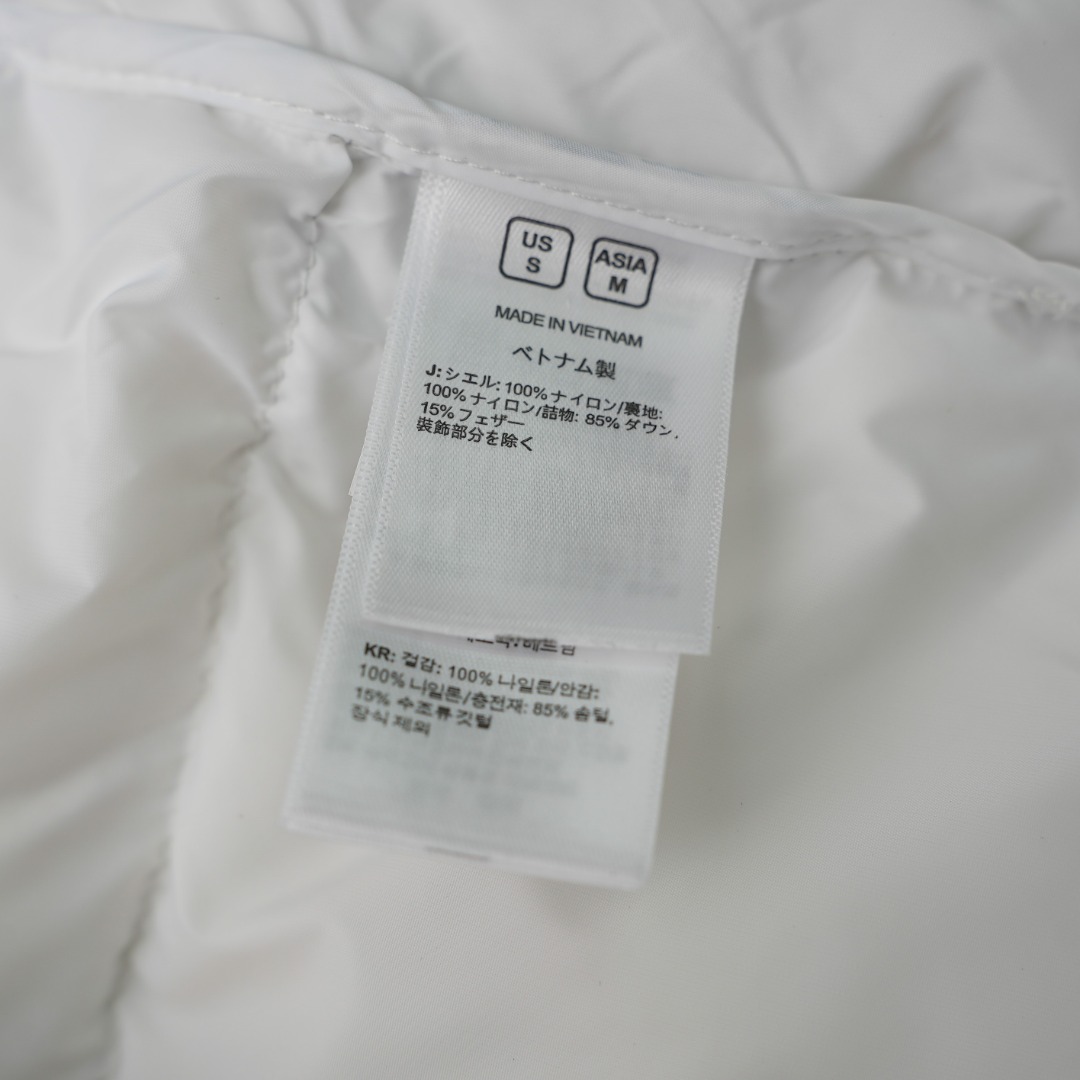 US
S
ASIA
M
MADE IN VIETNAM
ベトナム製
J:シエル: 100% ナイロン/裏地:
100% ナイロン/詰物: 85% ダウン,
15% フェザー
装飾部分を除く
KR: 겉감: 100% 나일론/안감:
100% 나일론/충전재: 85% 솜털,
15% 수조류 깃털
장식 제외